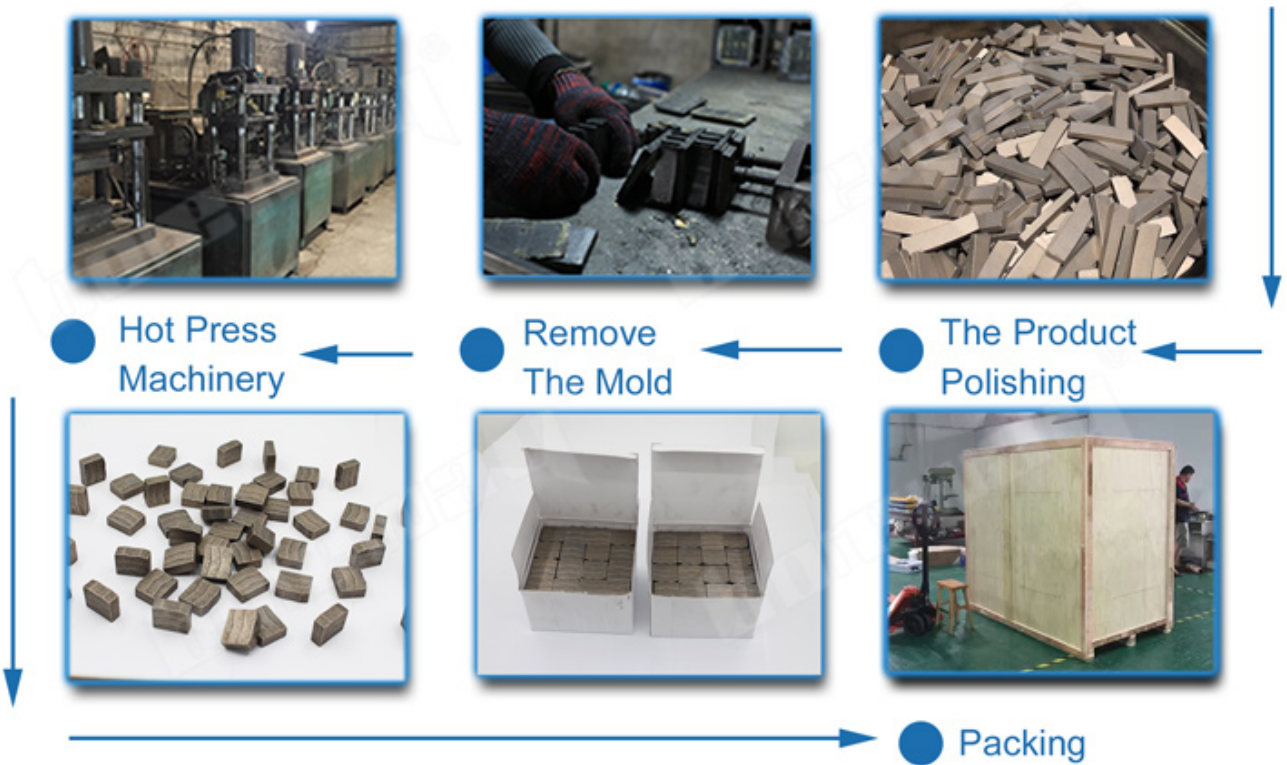 Hot Press
Machinery
Remove
The Mold
The Product
Polishing
Packing